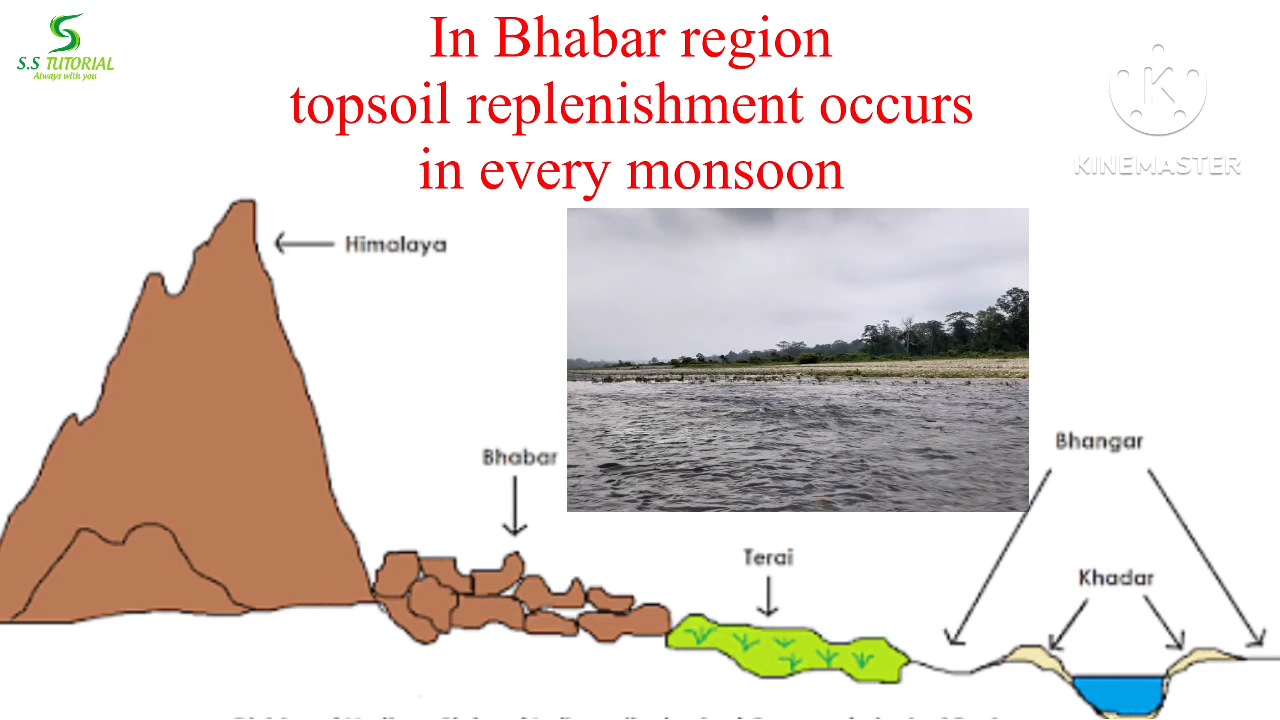 S.S TUTORIAL
Always with you
In Bhabar region
topsoil replenishment occurs
in every monsoon
K
KINEMASTER
Himalaya
Bhabar
Bhangar
Terai
Khadar